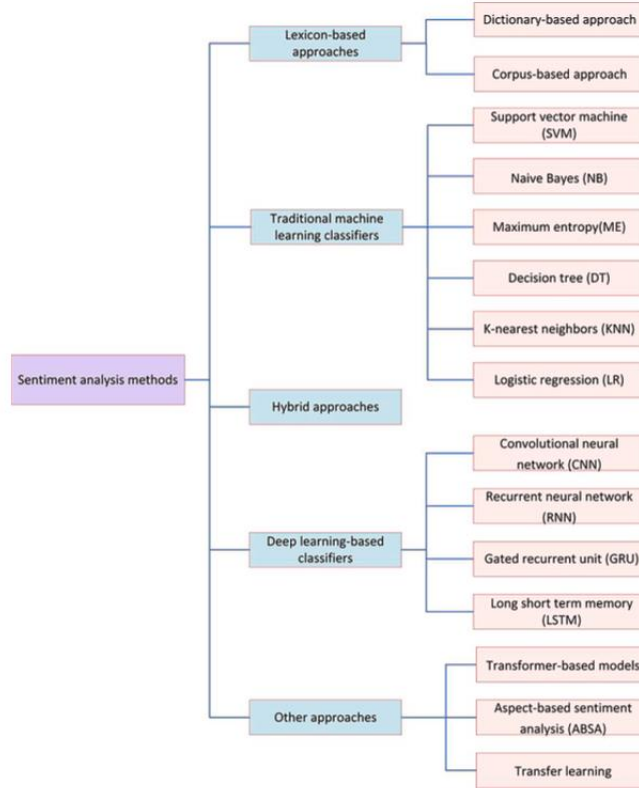 Sentiment analysis methods
Lexicon-based
approaches
Dictionary-based approach
Corpus-based approach
Traditional machine
learning classifiers
Support vector machine
(SVM)
Naive Bayes (NB)
Maximum entropy(ME)
Decision tree (DT)
K-nearest neighbors (KNN)
Logistic regression (LR)
Hybrid approaches
Deep learning-based
classifiers
Convolutional neural
network (CNN)
Recurrent neural network
(RNN)
Gated recurrent unit (GRU)
Long short term memory
(LSTM)
Other approaches
Transformer-based models
Aspect-based sentiment
analysis (ABSA)
Transfer learning